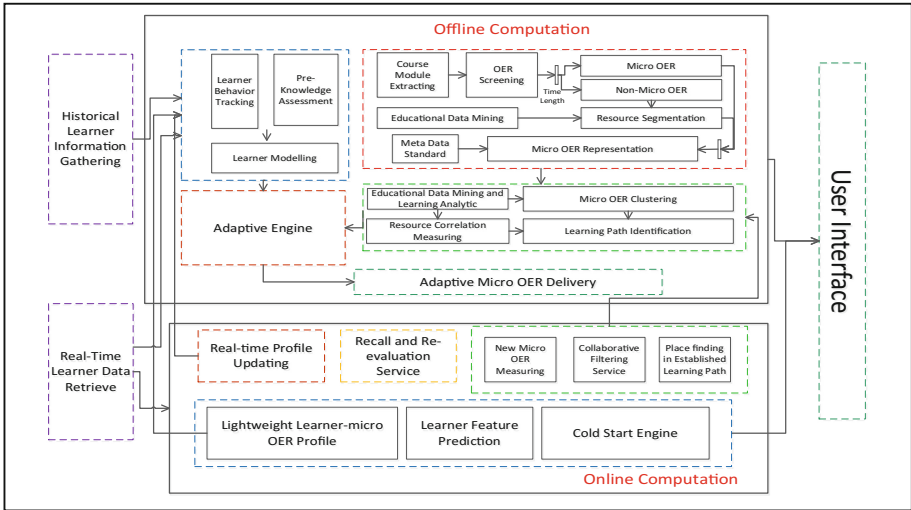 Offline Computation
Historical
Learner
Information
Gathering
Learner
Behavior
Tracking
Pre-
Knowledge
Assessment
Learner Modelling
Course
Module
Extracting
OER
Screening
Time
Length
Micro OER
Non-Micro OER
Educational Data Mining
Resource Segmentation
Meta Data
Standard
Micro OER Representation
Adaptive Engine
Educational Data Mining
and Learning Analytic
Micro OER Clustering
Resource Correlation
Measuring
Learning Path Identification
Adaptive Micro OER Delivery
User Interface
Real-Time
Learner Data
Retrieve
Real-time Profile
Updating
Recall and Re-
evaluation
Service
New Micro
OER
Measuring
Collaborative
Filtering
Service
Place finding
in Established
Learning Path
Lightweight Learner-micro
OER Profile
Learner Feature
Prediction
Cold Start Engine
Online Computation